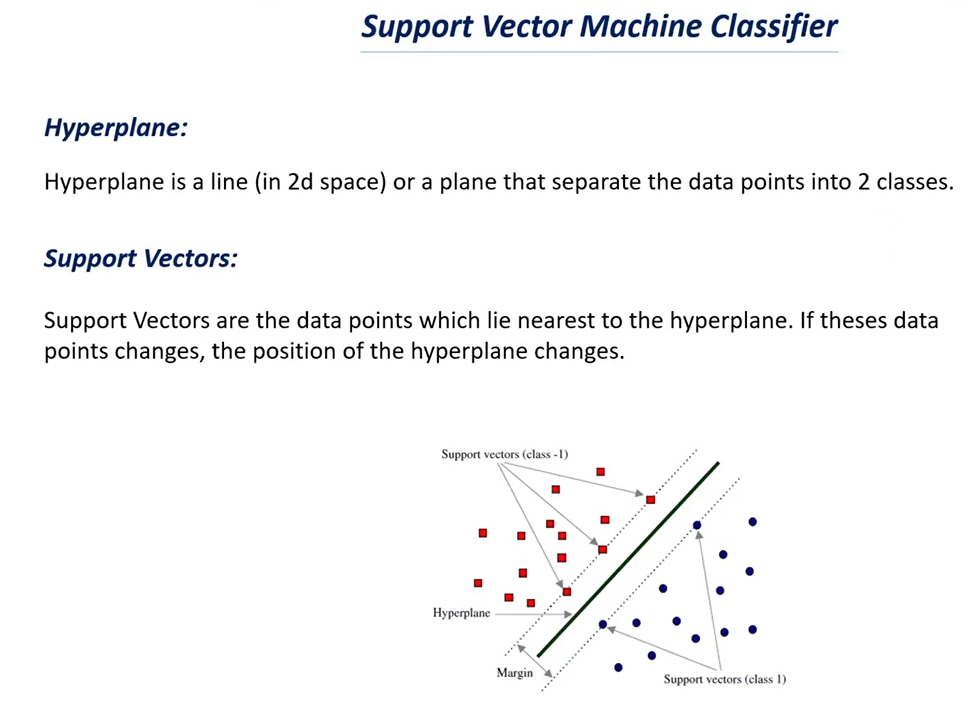 Support Vector Machine Classifier
Hyperplane:
Hyperplane is a line (in 2d space) or a plane that separate the data points into 2 classes.
Support Vectors:
Support Vectors are the data points which lie nearest to the hyperplane. If theses data
points changes, the position of the hyperplane changes.
Support vectors (class -1)
Hyperplane
Margin
Support vectors (class 1)